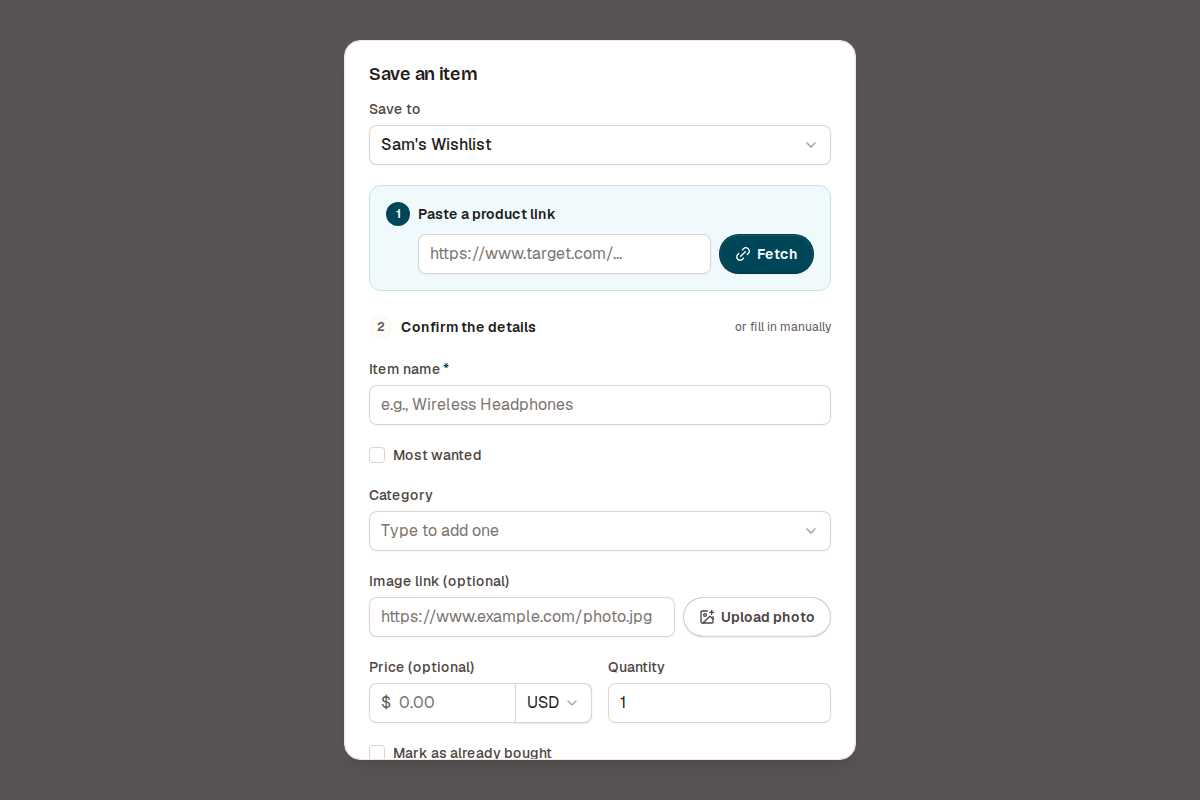 Save an item
Save to
Sam's Wishlist
1 Paste a product link
https://www.target.com/... Fetch
2 Confirm the details or fill in manually
Item name *
e.g., Wireless Headphones
Most wanted
Category
Type to add one
Image link (optional)
https://www.example.com/photo.jpg Upload photo
Price (optional) Quantity
$ 0.00 USD 1
Mark as already bought